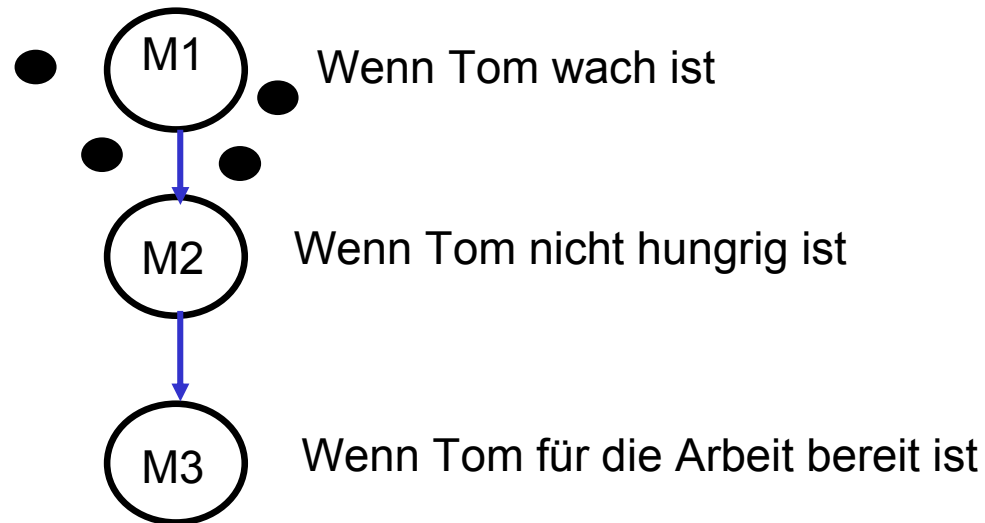 M1 Wenn Tom wach ist
M2 Wenn Tom nicht hungrig ist
M3 Wenn Tom für die Arbeit bereit ist